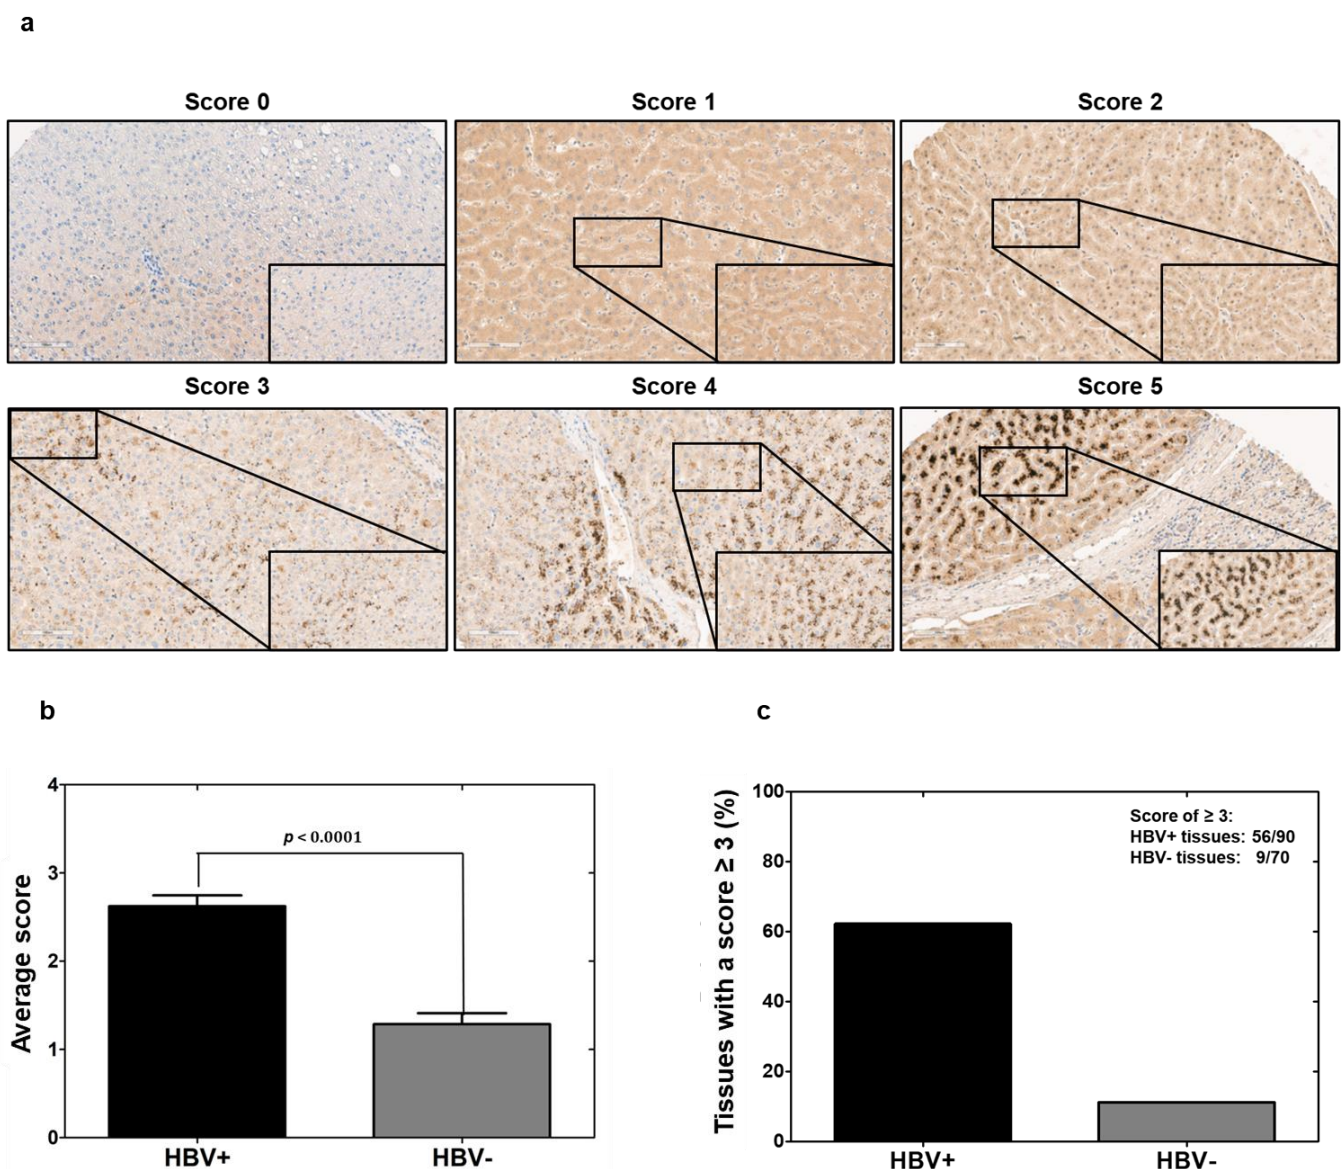 a
Score 0
Score 1
Score 2
Score 3
Score 4
Score 5
b
c
Average score
4
3
2
1
0
p < 0.0001
HBV+
HBV-
Tissues with a score ≥ 3 (%)
100
80
60
40
20
0
Score of ≥ 3:
HBV+ tissues: 56/90
HBV- tissues: 9/70
HBV+
HBV-